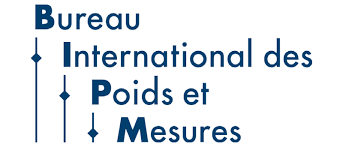 Bureau
International des
Poids et
Mesures